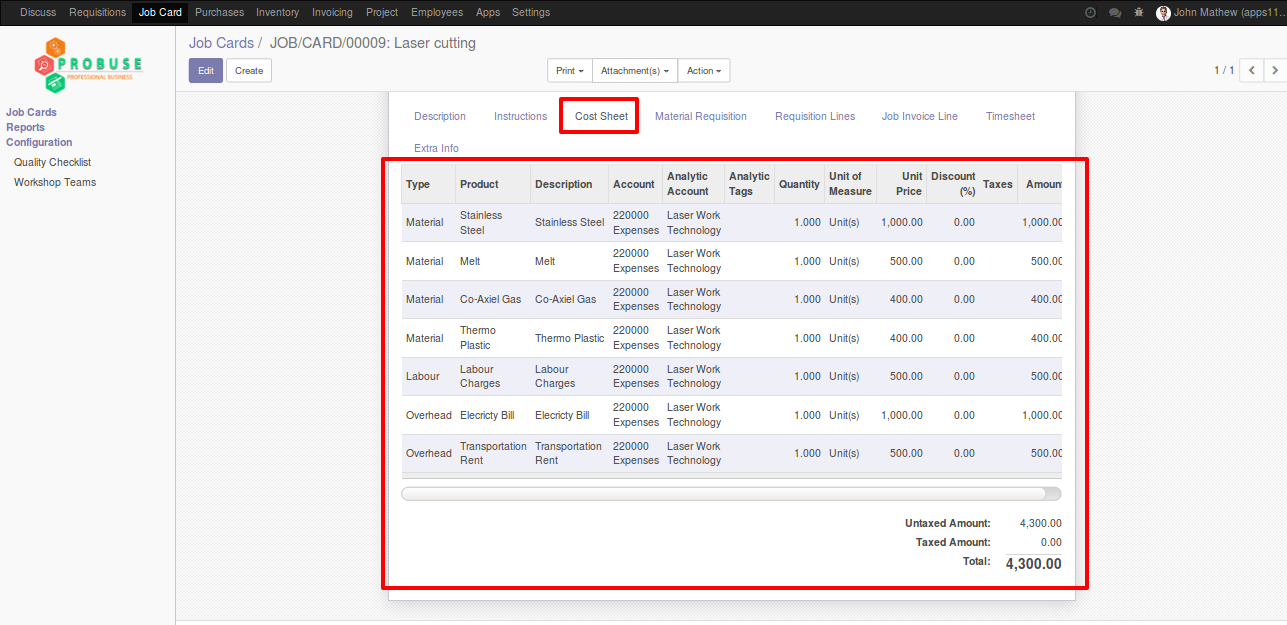 Discuss Requisitions Job Card Purchases Inventory Invoicing Project Employees Apps Settings John Mathew (apps11...
PROBUSE
PROFESSIONAL BUSINESS
Job Cards
Reports
Configuration
Quality Checklist
Workshop Teams
Job Cards / JOB/CARD/00009: Laser cutting
Edit Create Print Attachment(s) Action 1 / 1
Description Instructions Cost Sheet Material Requisition Requisition Lines Job Invoice Line Timesheet
Extra Info
Type Product Description Account Analytic Account Analytic Tags Quantity Unit of Measure Unit Price Discount (%) Taxes Amoun
Material Stainless Steel Stainless Steel 220000 Expenses Laser Work Technology 1.000 Unit(s) 1,000.00 0.00 1,000.00
Material Melt Melt 220000 Expenses Laser Work Technology 1.000 Unit(s) 500.00 0.00 500.00
Material Co-Axiel Gas Co-Axiel Gas 220000 Expenses Laser Work Technology 1.000 Unit(s) 400.00 0.00 400.00
Material Thermo Plastic Thermo Plastic 220000 Expenses Laser Work Technology 1.000 Unit(s) 400.00 0.00 400.00
Labour Labour Charges Labour Charges 220000 Expenses Laser Work Technology 1.000 Unit(s) 500.00 0.00 500.00
Overhead Elecricty Bill Elecricty Bill 220000 Expenses Laser Work Technology 1.000 Unit(s) 1,000.00 0.00 1,000.00
Overhead Transportation Rent Transportation Rent 220000 Expenses Laser Work Technology 1.000 Unit(s) 500.00 0.00 500.00
Untaxed Amount: 4,300.00
Taxed Amount: 0.00
Total: 4,300.00